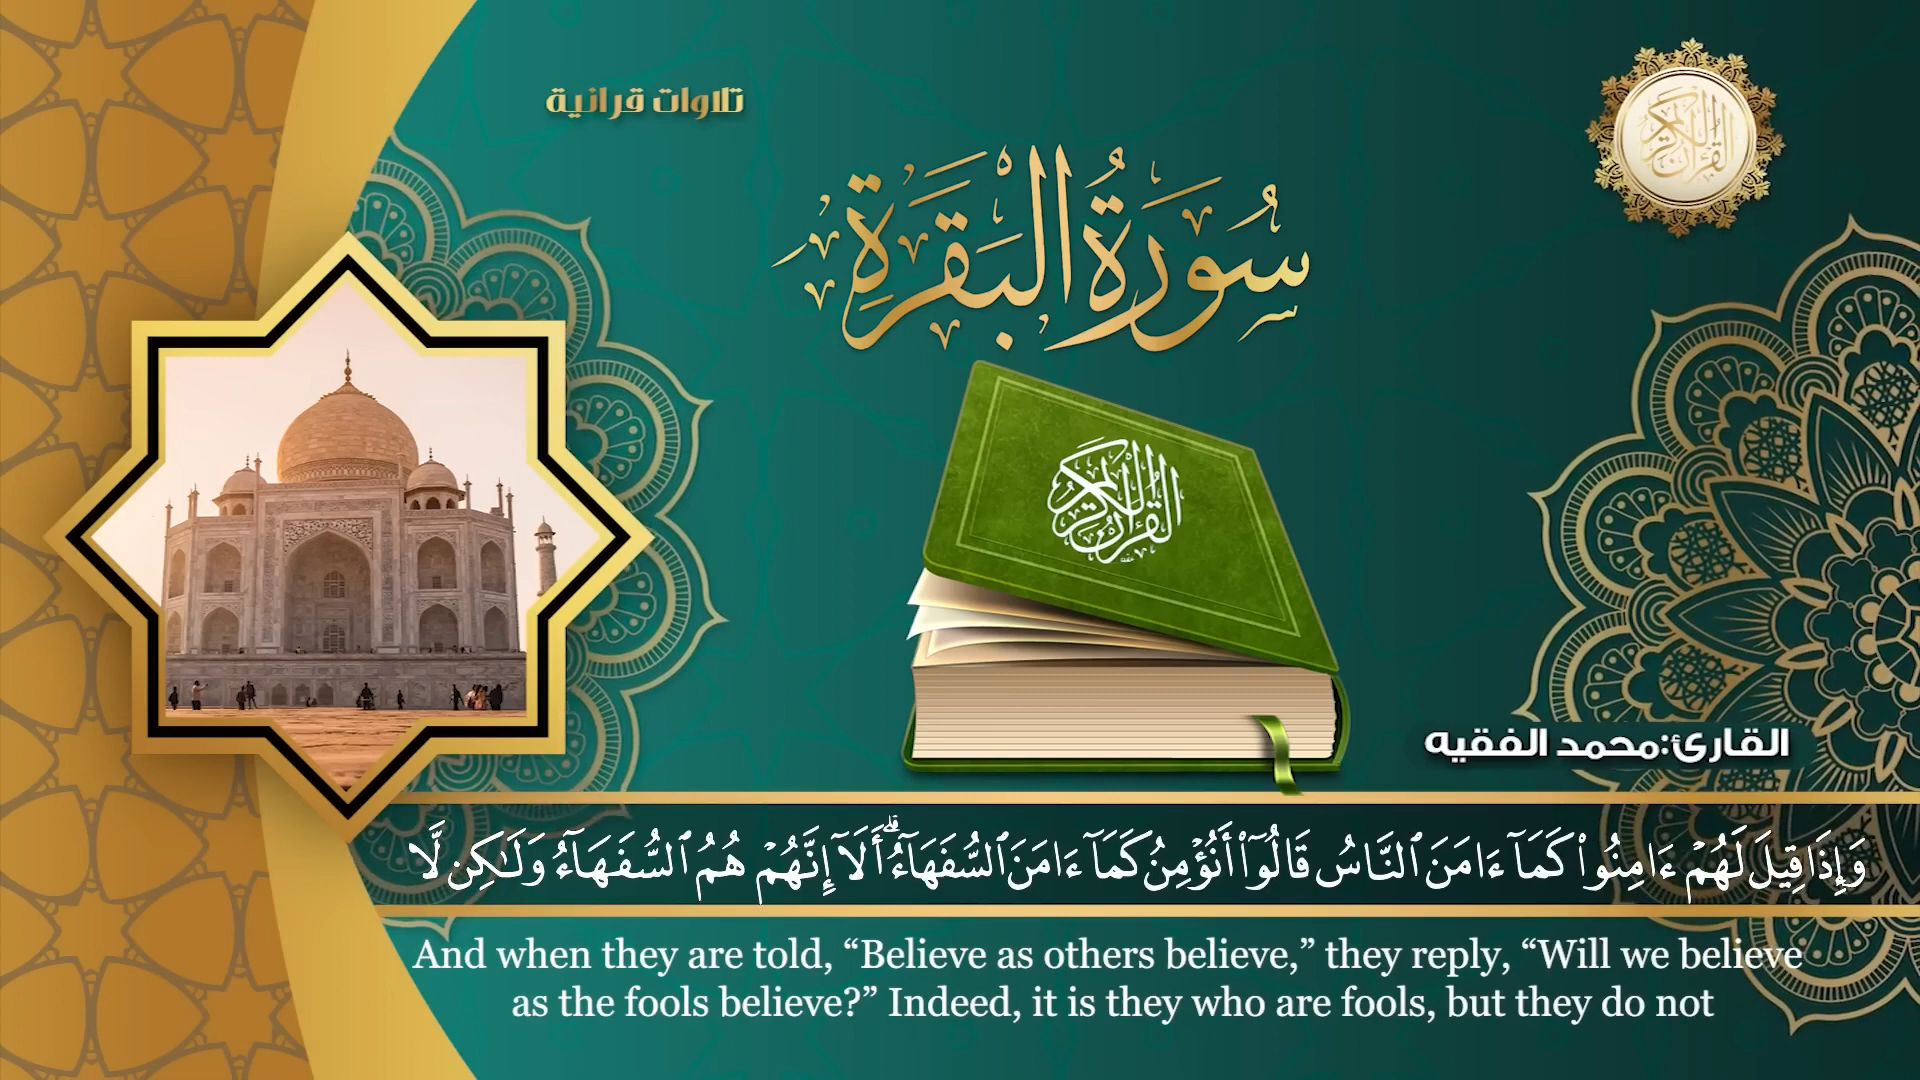 تلاوات قرانية
القرآن الكريم
سُورَةُ البَقَرَةِ
القرآن الكريم
القارئ:محمد الفقيه
وَإِذَا قِيلَ لَهُمۡ ءَامِنُواْ كَمَآ ءَامَنَ ٱلنَّاسُ قَالُوٓاْ أَنُؤۡمِنُ كَمَآ ءَامَنَ ٱلسُّفَهَآءُۗ أَلَآ إِنَّهُمۡ هُمُ ٱلسُّفَهَآءُ وَلَٰكِن لَّا
And when they are told, “Believe as others believe,” they reply, “Will we believe
as the fools believe?” Indeed, it is they who are fools, but they do not